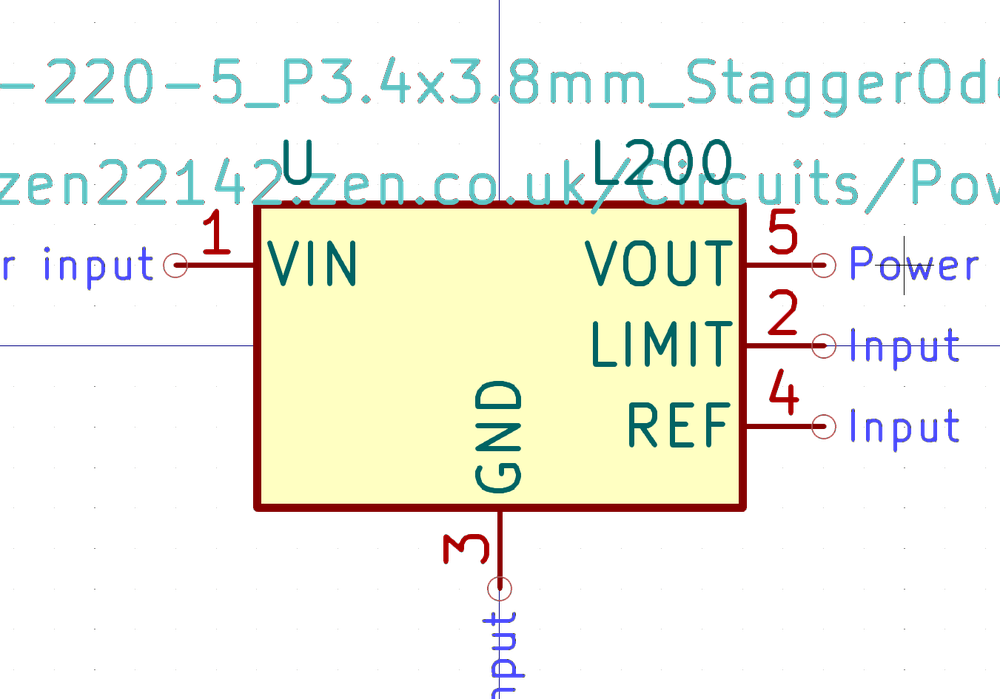 -220-5_P3.4x3.8mm_StaggerOdd
U L200
zen22142.zen.co.uk/Circuits/Pow
1 5
r input VIN VOUT Power
2
LIMIT Input
4
REF Input
GND
3
nput